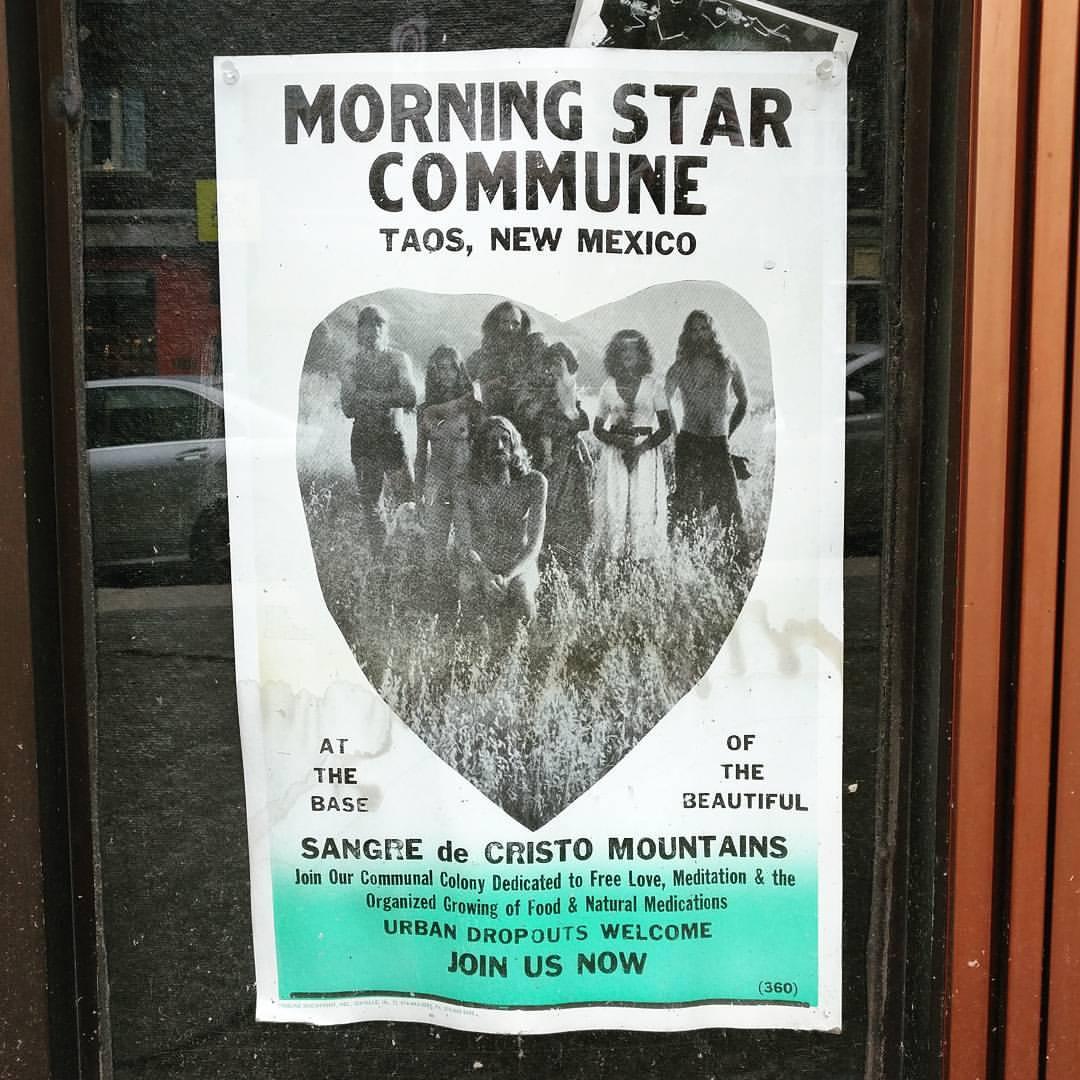 MORNING STAR
COMMUNE
TAOS, NEW MEXICO
AT
THE
BASE
OF
THE
BEAUTIFUL
SANGRE de CRISTO MOUNTAINS
Join Our Communal Colony Dedicated to Free Love, Meditation & the
Organized Growing of Food & Natural Medications
URBAN DROPOUTS WELCOME
JOIN US NOW
(360)